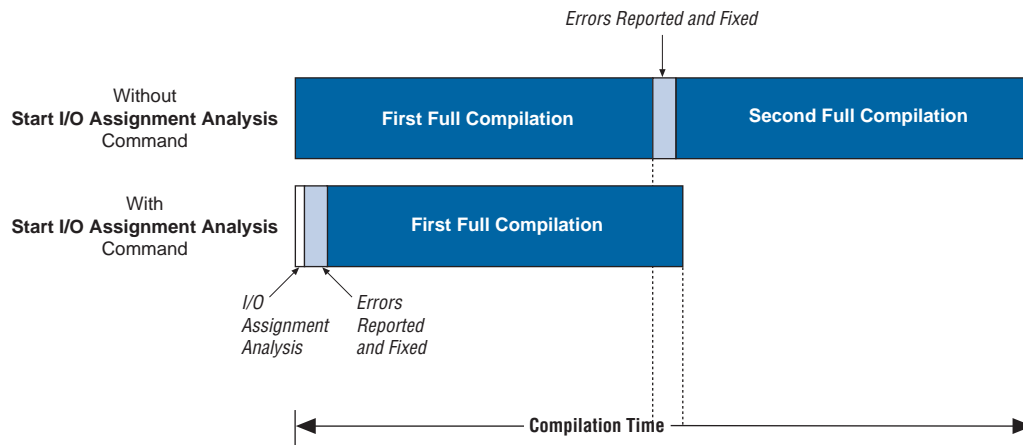 Errors Reported and Fixed
Without
Start I/O Assignment Analysis
Command
First Full Compilation
Second Full Compilation
With
Start I/O Assignment Analysis
Command
First Full Compilation
I/O
Assignment
Analysis
Errors
Reported
and Fixed
Compilation Time